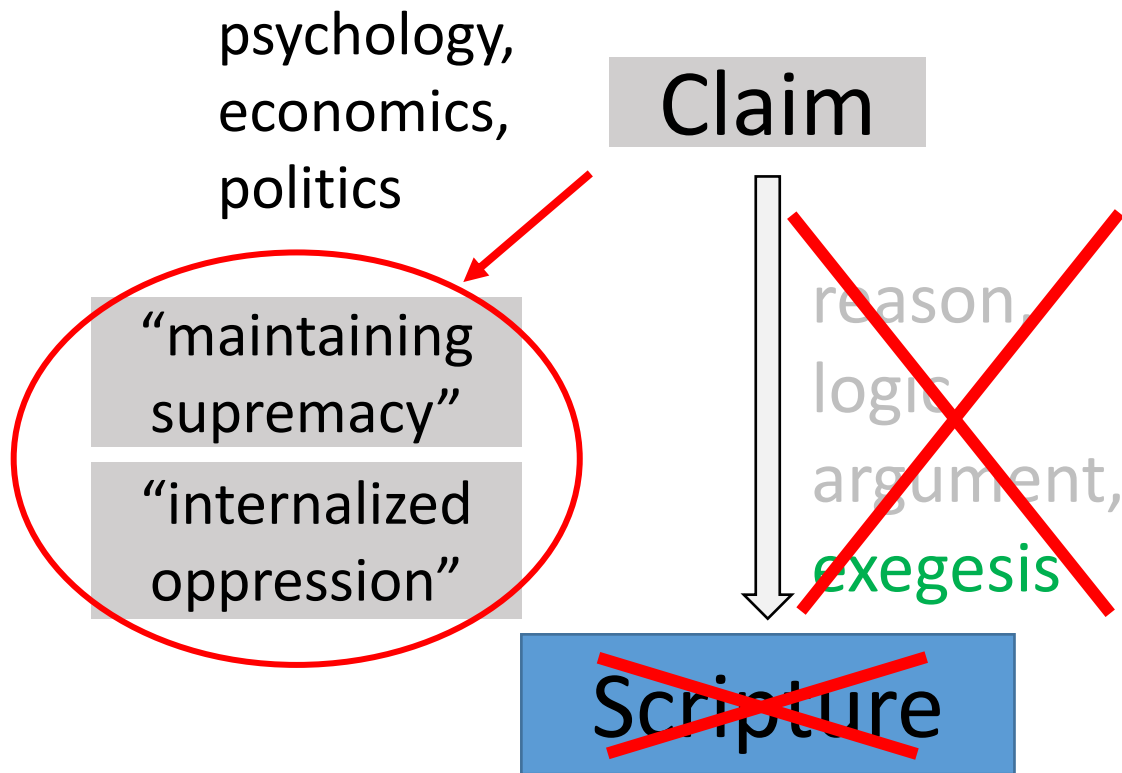 psychology,
economics,
politics
Claim
“maintaining
supremacy”
“internalized
oppression”
reason,
logic
argument,
exegesis
Scripture